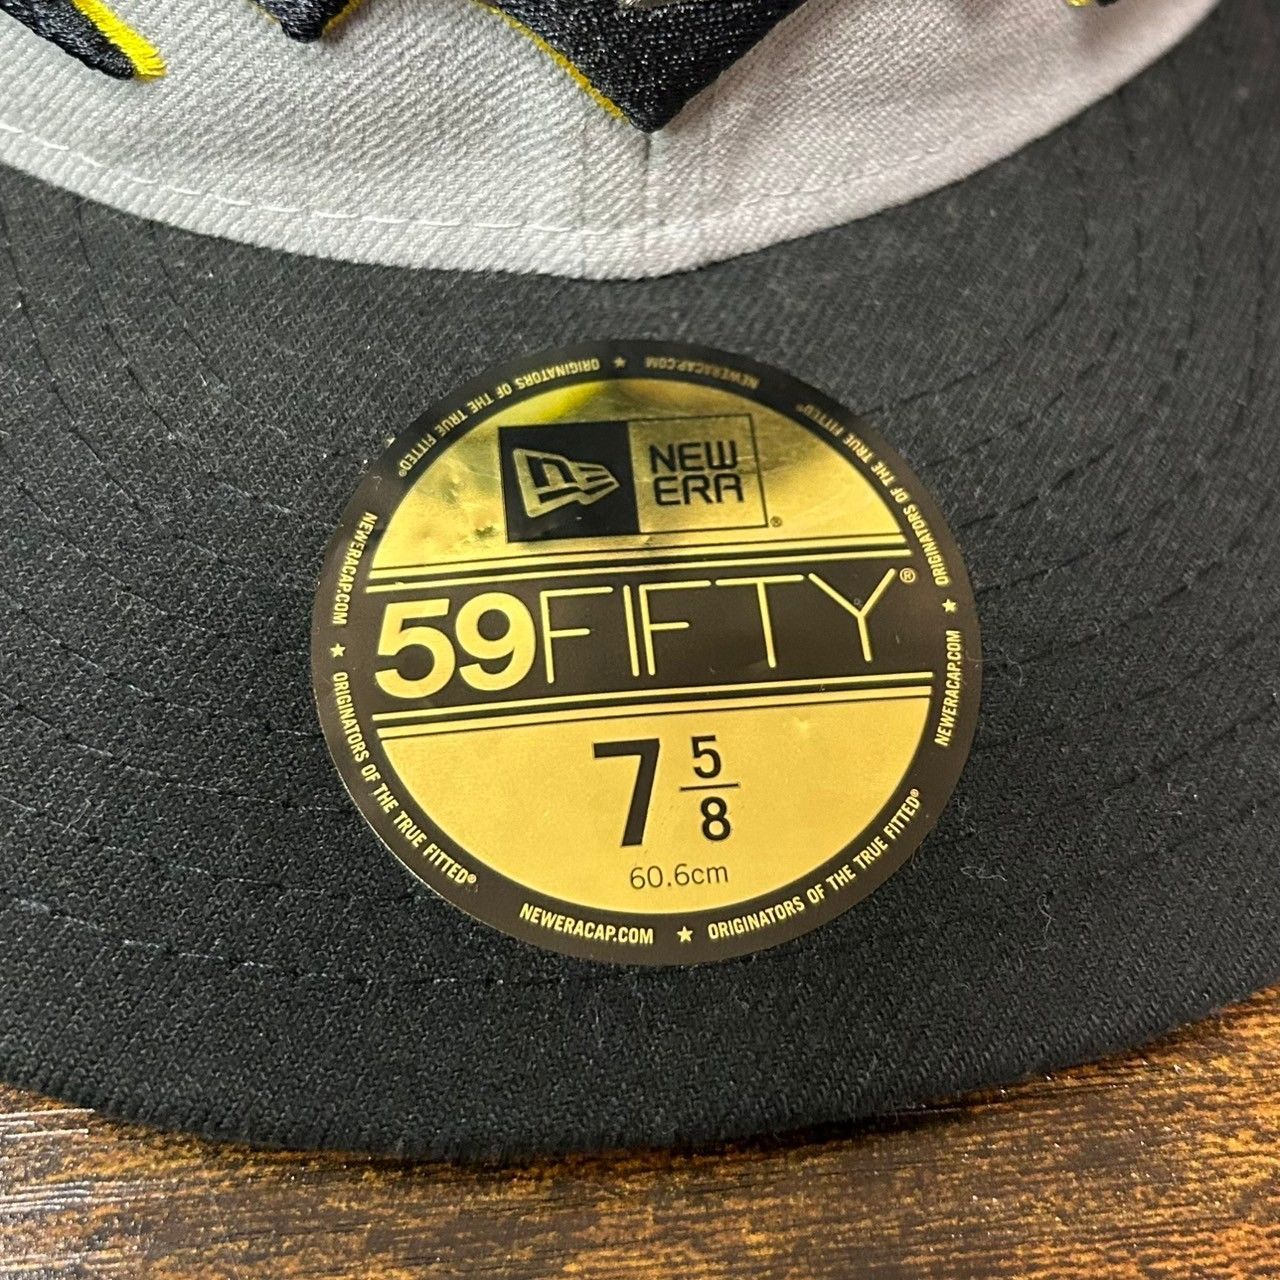 NEW
ERA®
59FIFTY®
7 5/8
60.6cm
NEWERACAP.COM ★ ORIGINATORS OF THE TRUE FITTED®
NEWERACAP.COM ★ ORIGINATORS OF THE TRUE FITTED®
NEWERACAP.COM ★ ORIGINATORS OF THE TRUE FITTED®
NEWERACAP.COM ★ ORIGINATORS OF THE TRUE FITTED®